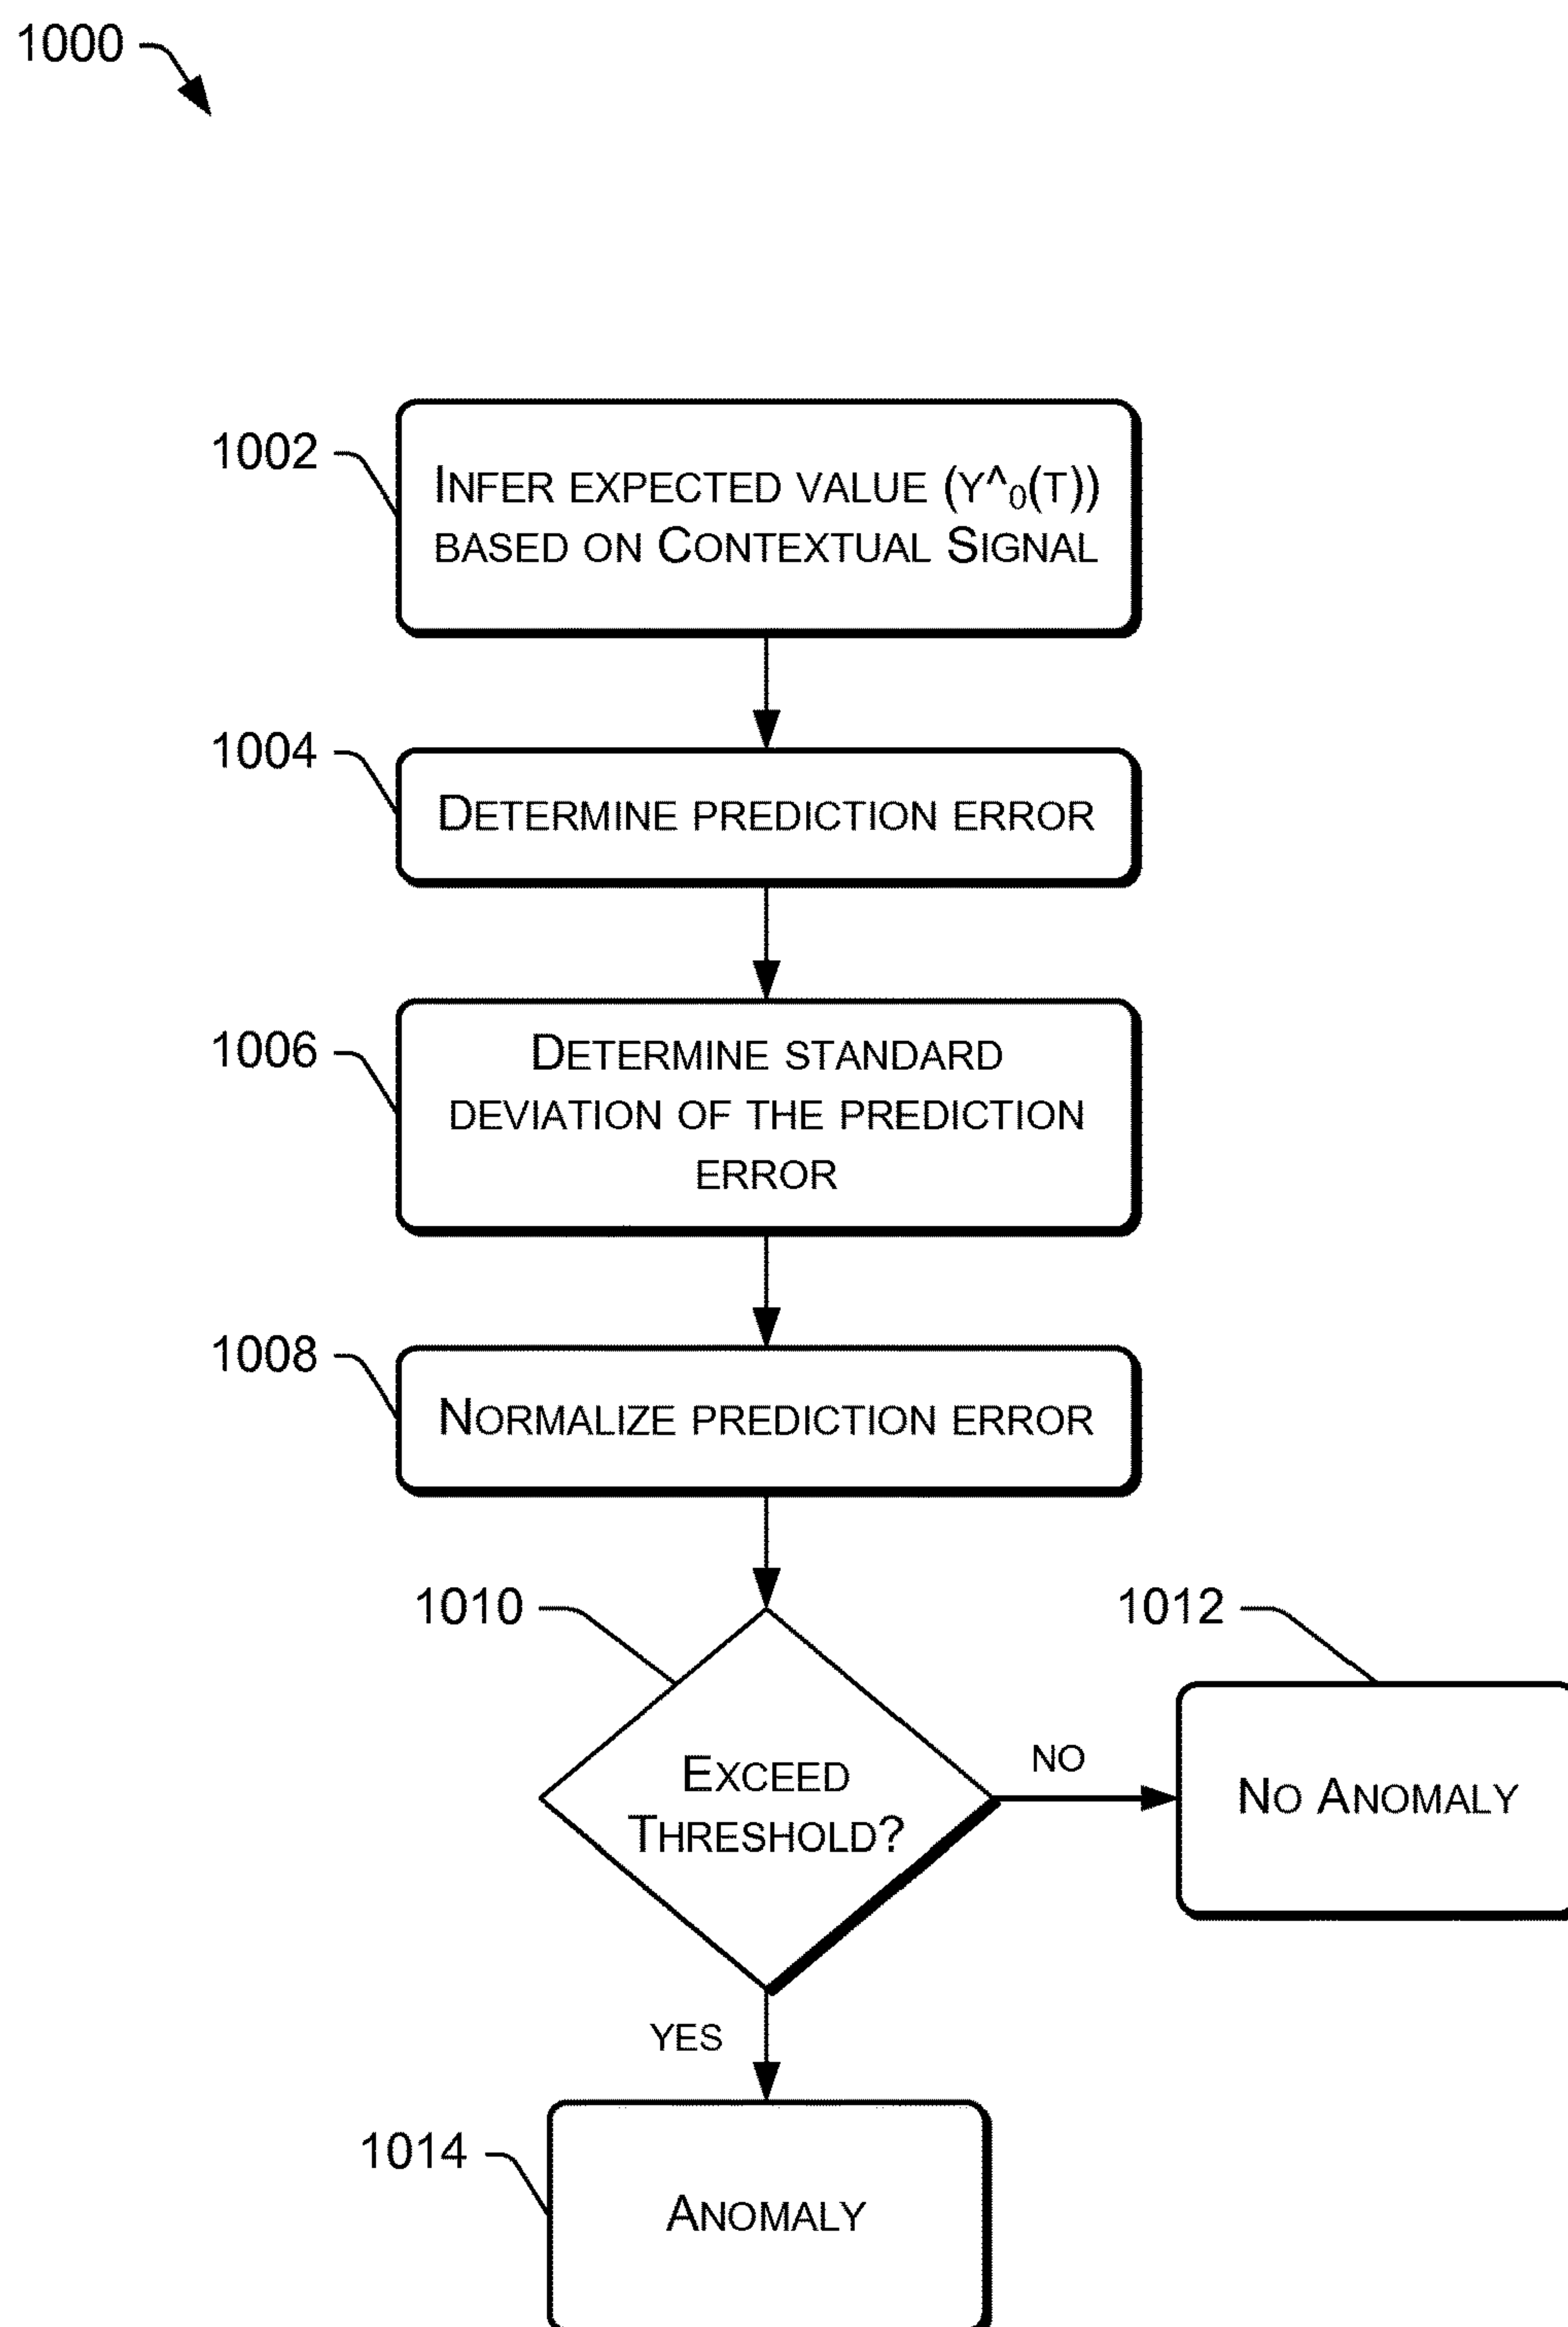 1000
1002
INFER EXPECTED VALUE (Y^₀(T))
BASED ON CONTEXTUAL SIGNAL
1004
DETERMINE PREDICTION ERROR
1006
DETERMINE STANDARD
DEVIATION OF THE PREDICTION
ERROR
1008
NORMALIZE PREDICTION ERROR
1010
EXCEED
THRESHOLD?
NO
1012
NO ANOMALY
YES
1014
ANOMALY